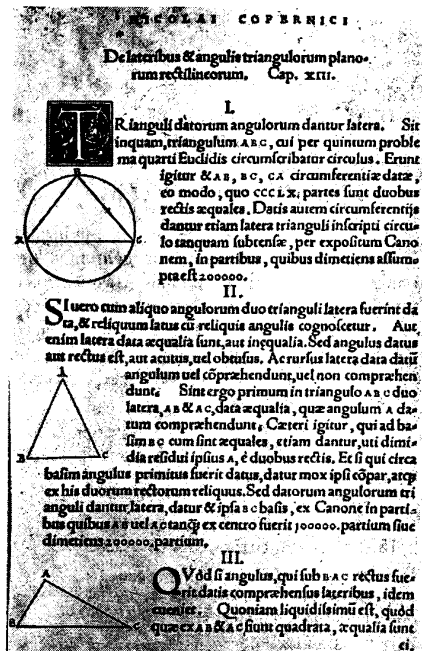 NICOLAI COPERNICI
De lateribus & angulis triangulorum plano-
rum rectilineorum. Cap. XIII.
I.
TRianguli datorum angulorum dantur latera. Sit
inquam, triangulum ABC, cui per quintum proble
ma quarti Euclidis circumscribatur circulus. Erunt
igitur & AB, BC, CA circumferentiæ datæ,
eo modo, quo CCCLX. partes sunt duobus
rectis æquales. Datis autem circumferentijs
dantur etiam latera trianguli inscripti circu-
lo tanquam subtensæ, per expositum Cano
nem, in partibus, quibus dimetiens assum-
pta est 200000.
B
A
C
II.
SI uero cum aliquo angulorum duo trianguli latera fuerint da
ta, & reliquum latus cū reliquis angulis cognoscetur. Aut
enim latera data æqualia sunt, aut inæqualia. Sed angulus datus
aut rectus est, aut acutus, uel obtusus. Ac rursus latera data datū
angulum uel cōpræhendunt, uel non compræhen
dunt. Sint ergo primum in triangulo ABC duo
latera, AB & AC, data æqualia, quæ angulum A da-
tum compræhendunt. Cæteri igitur, qui ad ba-
sim BC cum sint æquales, etiam dantur, uti dimi-
dia residui ipsius A, è duobus rectis. Et si qui circa
basim angulus primitus fuerit datus, datur mox ipsi cōpar, atq;
ex his duorum rectorum reliquus. Sed datorum angulorum tri
anguli dantur latera, datur & ipsa BC basis, ex Canone in parti-
bus quibus AB uel AC tanq̃ ex centro fuerit 100000. partium siue
dimetiens 200000. partium.
A
B
C
III.
QVòd si angulus, qui sub BAC rectus fue-
rit datis compræhensus lateribus, idem
eueniet. Quoniam liquidissimū est, quòd
quæ ex AB & AC fiunt quadrata, æqualia sunt
ei,
A
B
C